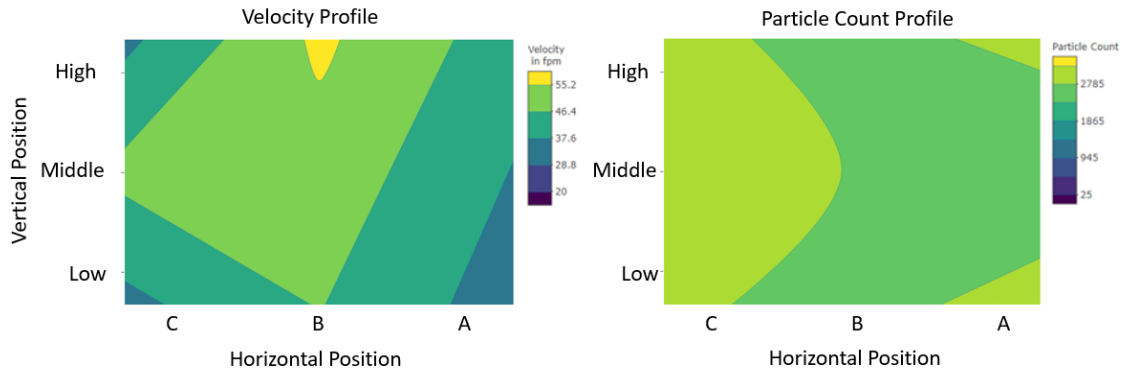 Velocity Profile
Velocity
in fpm
55.2
46.4
37.6
28.8
20
High
Middle
Low
Vertical Position
C B A
Horizontal Position
Particle Count Profile
Particle Count
2785
1865
945
25
High
Middle
Low
C B A
Horizontal Position